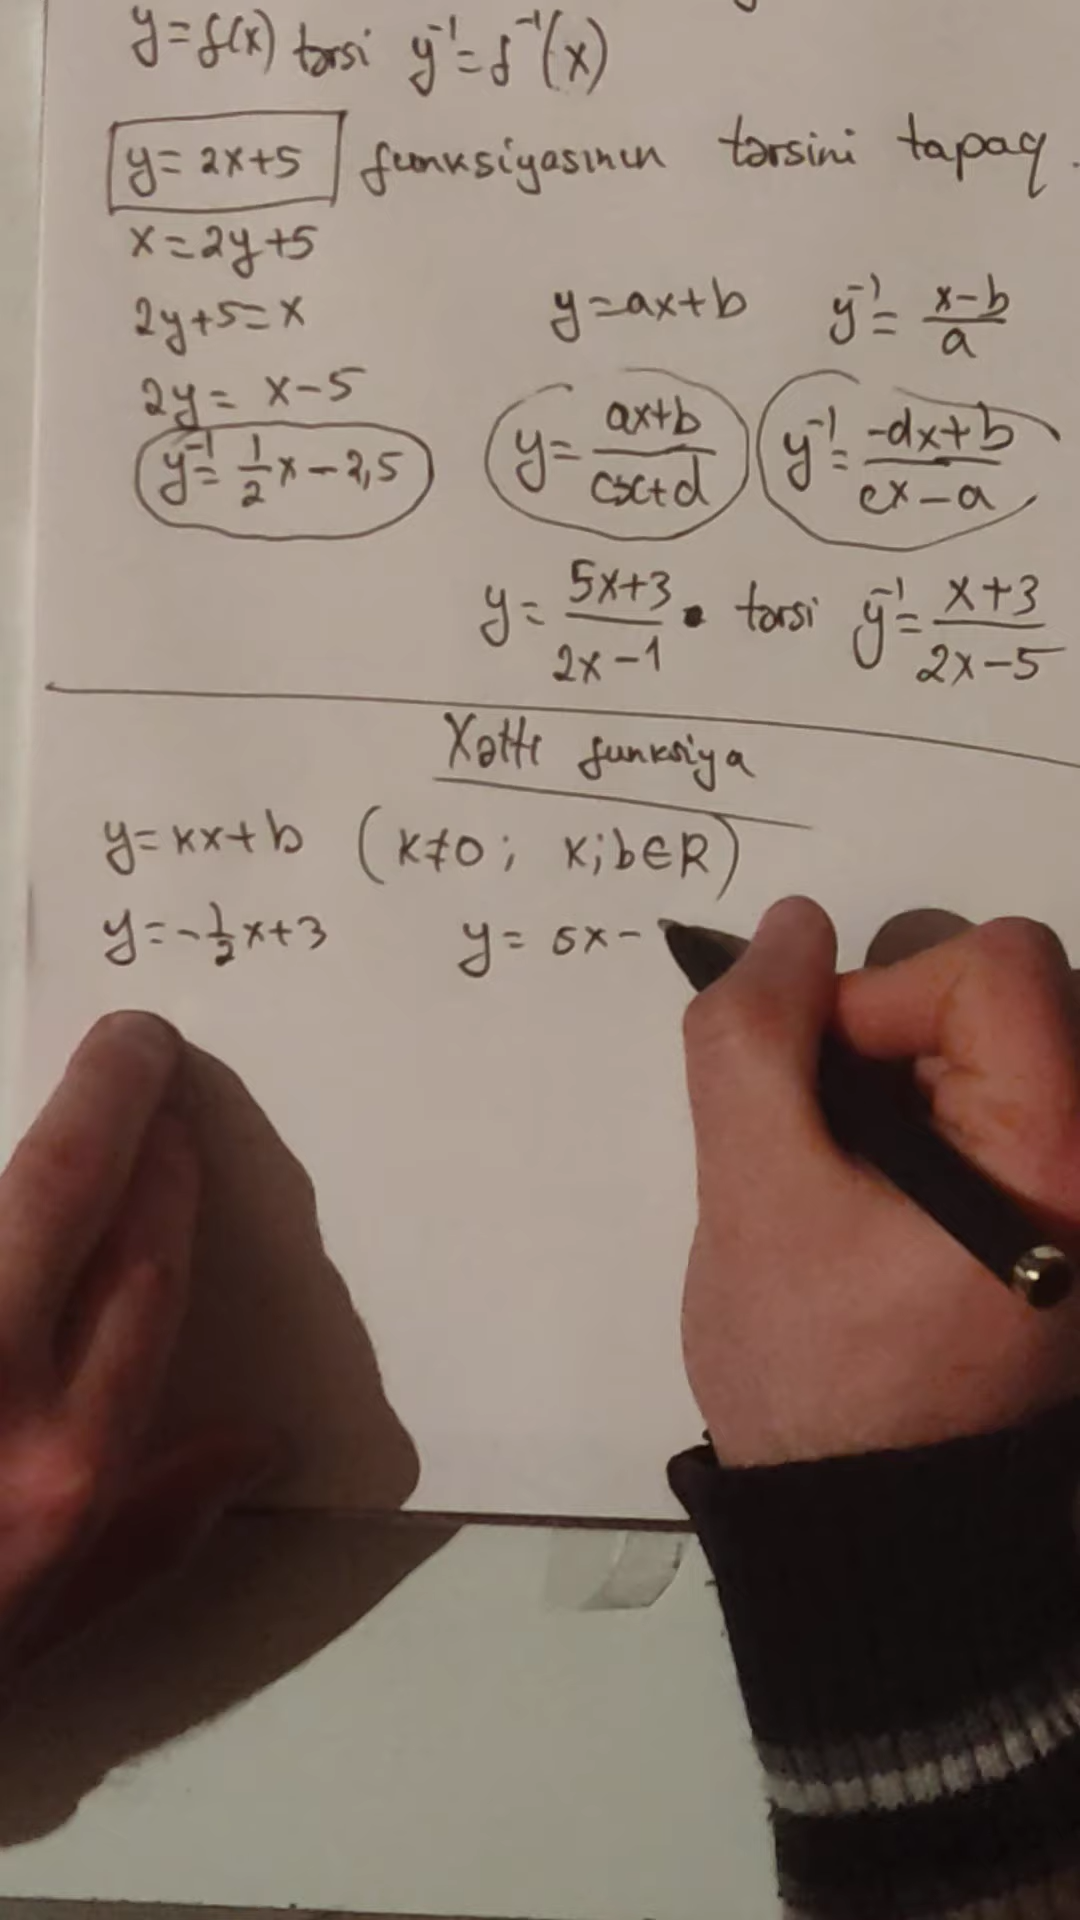 y=f(x) tərsi y⁻¹=f⁻¹(x)
y=2x+5 funksiyasının tərsini tapaq.
x=2y+5
2y+5=x
2y= x-5
y⁻¹= 1/2 x-2,5
y=ax+b y⁻¹= (x-b)/a
y= (ax+b)/(cx+d) y⁻¹= (-dx+b)/(cx-a)
y= (5x+3)/(2x-1) tərsi y⁻¹= (x+3)/(2x-5)
Xətti funksiya
y=kx+b (k≠0; k;b∈R)
y=-1/2 x+3 y= 5x-